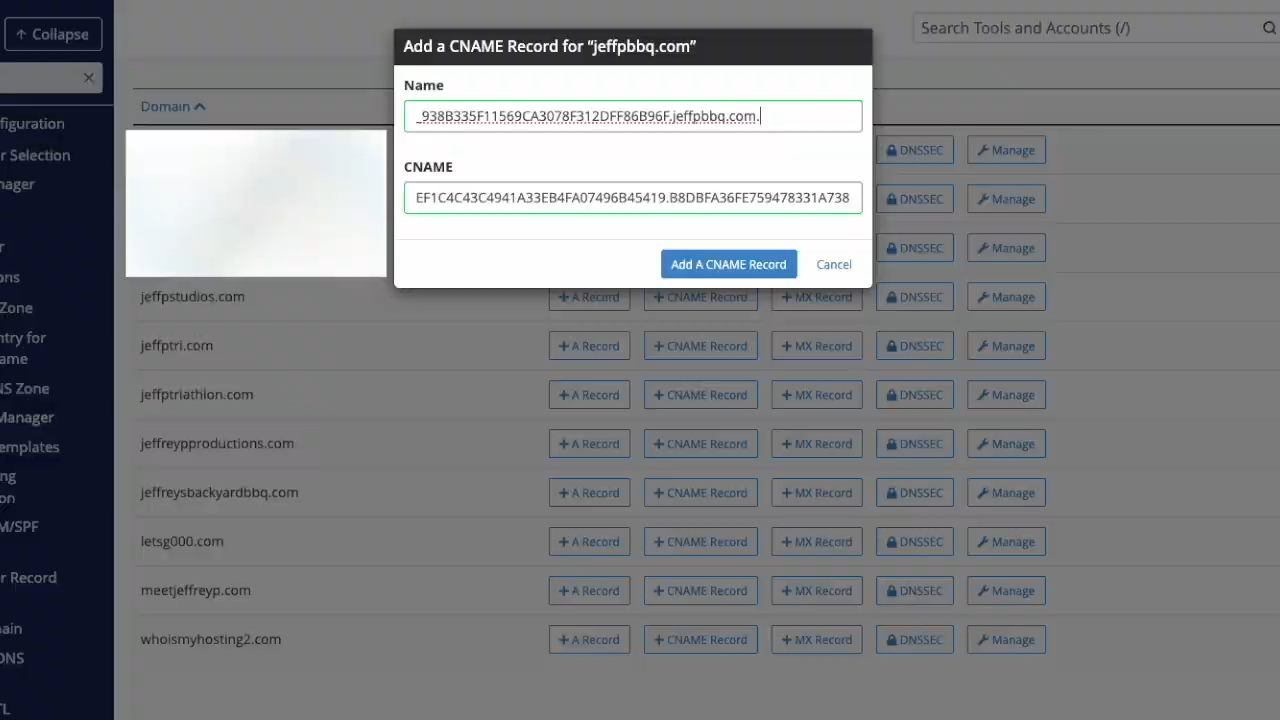 ↑ Collapse
Search Tools and Accounts (/)
Add a CNAME Record for “jeffpbbq.com”
Name
_938B335F11569CA3078F312DFF86B96F.jeffpbbq.com.
CNAME
EF1C4C43C4941A33EB4FA07496B45419.B8DBFA36FE759478331A738
Add A CNAME Record
Cancel
Domain
DNSSEC Manage
DNSSEC Manage
DNSSEC Manage
jeffpstudios.com + A Record + CNAME Record + MX Record DNSSEC Manage
jeffptri.com + A Record + CNAME Record + MX Record DNSSEC Manage
jeffptriathlon.com + A Record + CNAME Record + MX Record DNSSEC Manage
jeffreypproductions.com + A Record + CNAME Record + MX Record DNSSEC Manage
jeffreysbackyardbbq.com + A Record + CNAME Record + MX Record DNSSEC Manage
letsg000.com + A Record + CNAME Record + MX Record DNSSEC Manage
meetjeffreyp.com + A Record + CNAME Record + MX Record DNSSEC Manage
whoismyhosting2.com + A Record + CNAME Record + MX Record DNSSEC Manage
figuration
r Selection
nager
r
ons
Zone
ntry for
ame
NS Zone
Manager
emplates
ng
on
M/SPF
r Record
ain
ONS
TL